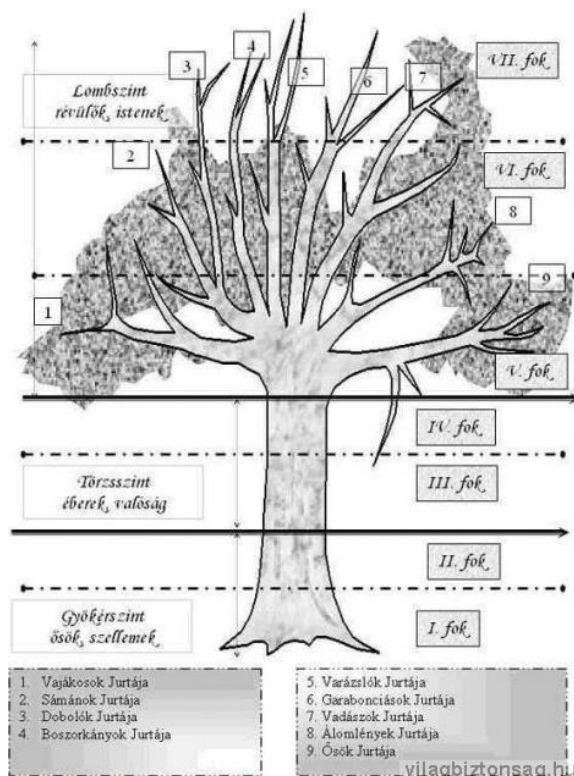 VII. fok
4
3
5
6
7
Lombszint
révülők, istenek
2
VI. fok
8
9
1
V. fok
IV. fok
Törzsszint
éberek, valóság
III. fok
II. fok
Gyökérszint
ősök, szellemek
I. fok
1. Vajákosok Jurtája
2. Sámánok Jurtája
3. Dobolók Jurtája
4. Boszorkányok Jurtája
5. Varázslók Jurtája
6. Garabonciások Jurtája
7. Vadászok Jurtája
8. Álomlények Jurtája
9. Ősök Jurtája
vilagbiztonsag.hu